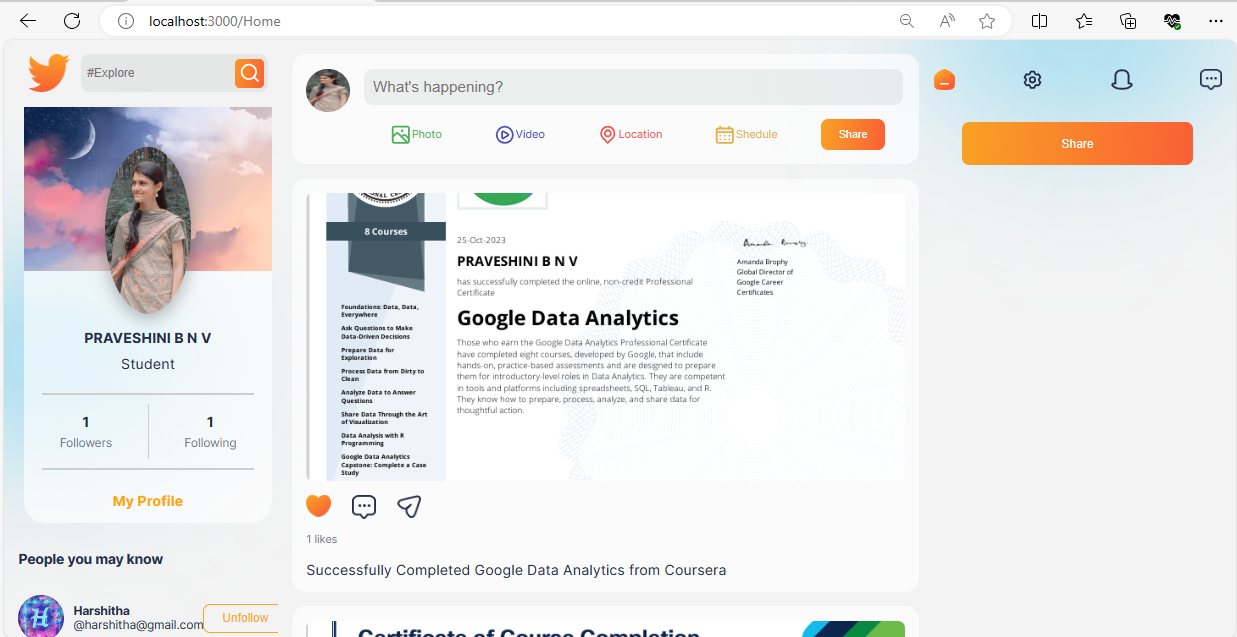 localhost:3000/Home
#Explore
PRAVESHINI B N V
Student
1
Followers
1
Following
My Profile
People you may know
Harshitha
@harshitha@gmail.com
Unfollow
What's happening?
Photo
Video
Location
Shedule
Share
8 Courses
Foundations: Data, Data,
Everywhere
Ask Questions to Make
Data-Driven Decisions
Prepare Data for
Exploration
Process Data from Dirty to
Clean
Analyze Data to Answer
Questions
Share Data Through the Art
of Visualization
Data Analysis with R
Programming
Google Data Analytics
Capstone: Complete a Case
Study
25-Oct-2023
PRAVESHINI B N V
has successfully completed the online, non-credit Professional
Certificate
Google Data Analytics
Those who earn the Google Data Analytics Professional Certificate
have completed eight courses, developed by Google, that include
hands-on, practice-based assessments and are designed to prepare
them for introductory-level roles in Data Analytics. They are competent
in tools and platforms including spreadsheets, SQL, Tableau, and R.
They know how to prepare, process, analyze, and share data for
thoughtful action.
Amanda Brophy
Amanda Brophy
Global Director of
Google Career
Certificates
1 likes
Successfully Completed Google Data Analytics from Coursera
Certificate of Course Completion
Share